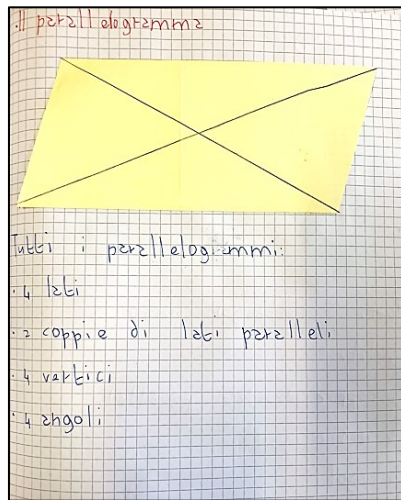 Il parallelogramma
Tutti i parallelogrammi:
· 4 lati
· 2 coppie di lati paralleli
· 4 vertici
· 4 angoli